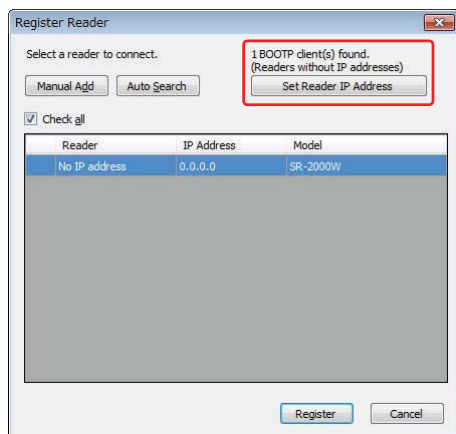 Register Reader
Select a reader to connect.
1 BOOTP client(s) found.
(Readers without IP addresses)
Manual Add Auto Search Set Reader IP Address
Check all
Reader IP Address Model
No IP address 0.0.0.0 SR-2000W
Register Cancel